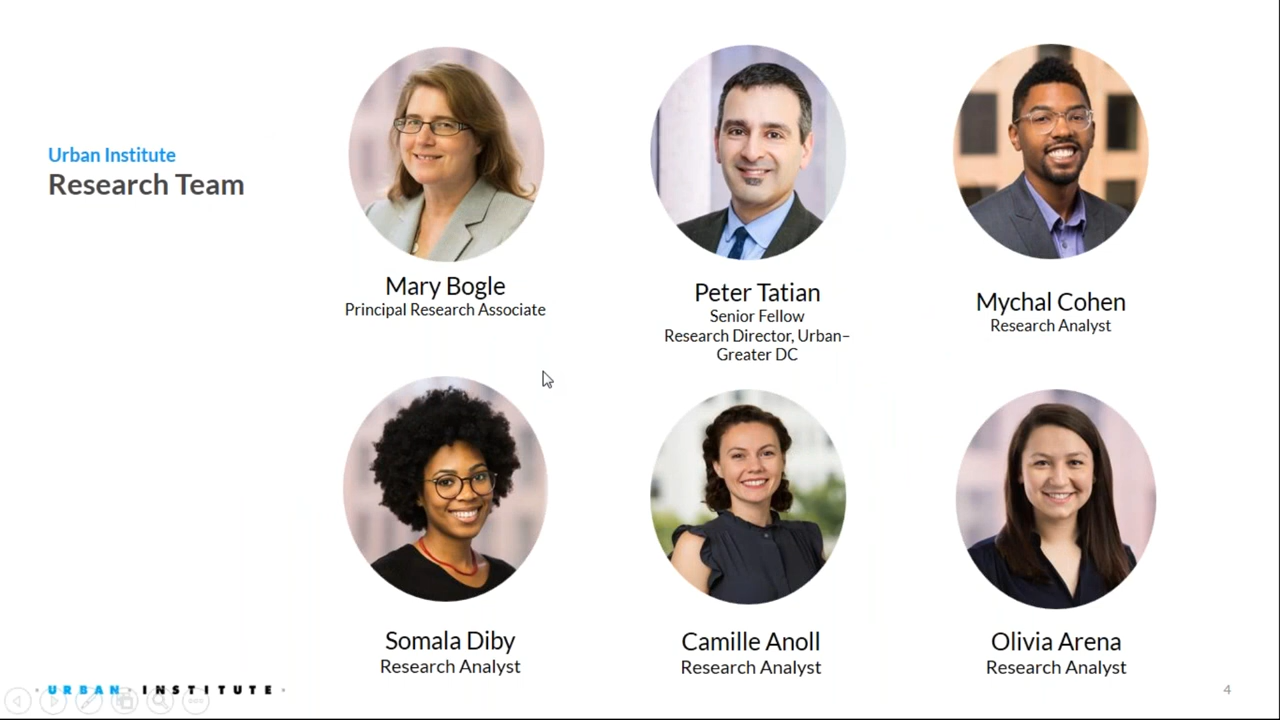 Urban Institute
Research Team
Mary Bogle
Principal Research Associate
Peter Tatian
Senior Fellow
Research Director, Urban–
Greater DC
Mychal Cohen
Research Analyst
Somala Diby
Research Analyst
Camille Anoll
Research Analyst
Olivia Arena
Research Analyst
· URBAN · INSTITUTE ·
4